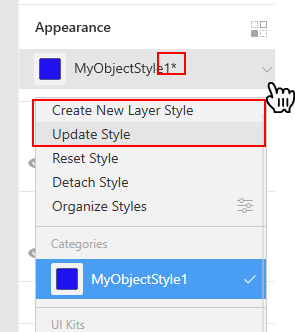 Appearance
MyObjectStyle1*
Create New Layer Style
Update Style
Reset Style
Detach Style
Organize Styles
Categories
MyObjectStyle1
UI Kits